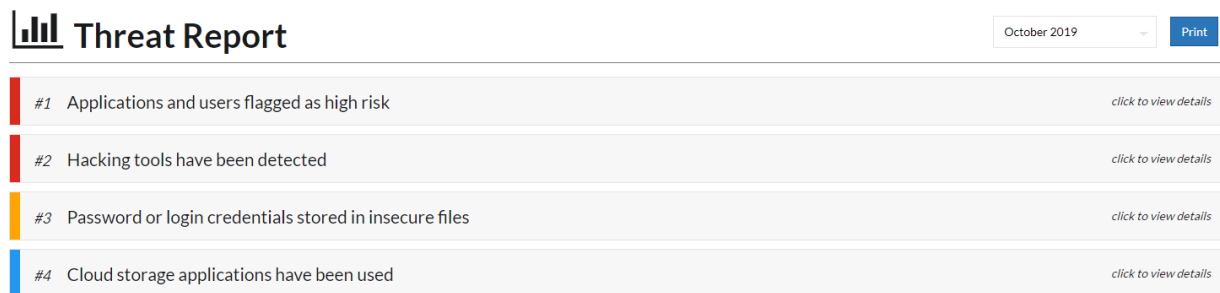 Threat Report
October 2019
Print
#1 Applications and users flagged as high risk click to view details
#2 Hacking tools have been detected click to view details
#3 Password or login credentials stored in insecure files click to view details
#4 Cloud storage applications have been used click to view details